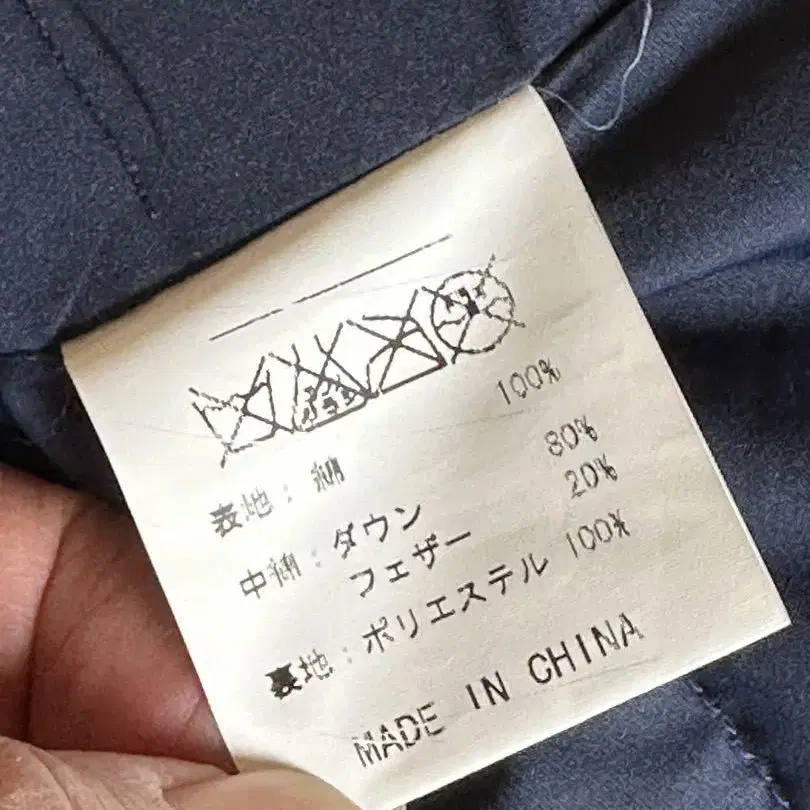 表地: 綿 100%
中綿: ダウン 80%
フェザー 20%
裏地: ポリエステル 100%
MADE IN CHINA